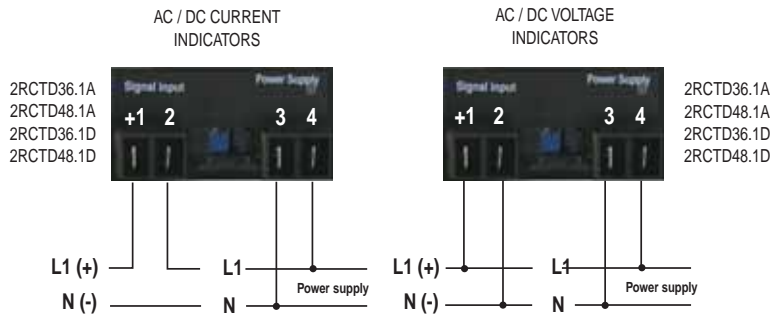 AC / DC CURRENT
INDICATORS
2RCTD36.1A
2RCTD48.1A
2RCTD36.1D
2RCTD48.1D
Signal Input
Power Supply
+1 2 3 4
L1 (+)
L1
Power supply
N (-)
N
AC / DC VOLTAGE
INDICATORS
Signal Input
Power Supply
+1 2 3 4
2RCTD36.1A
2RCTD48.1A
2RCTD36.1D
2RCTD48.1D
L1 (+)
L1
Power supply
N (-)
N